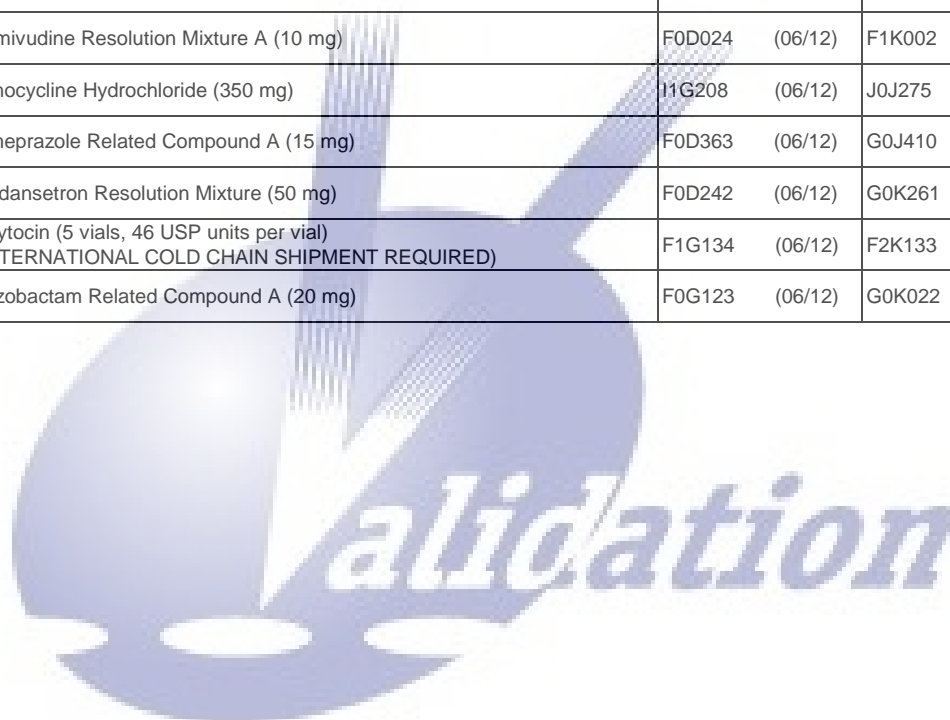 mivudine Resolution Mixture A (10 mg) F0D024 (06/12) F1K002
nocycline Hydrochloride (350 mg) I1G208 (06/12) J0J275
neprazole Related Compound A (15 mg) F0D363 (06/12) G0J410
dansetron Resolution Mixture (50 mg) F0D242 (06/12) G0K261
ytocin (5 vials, 46 USP units per vial)
TERNATIONAL COLD CHAIN SHIPMENT REQUIRED) F1G134 (06/12) F2K133
zobactam Related Compound A (20 mg) F0G123 (06/12) G0K022
Validation